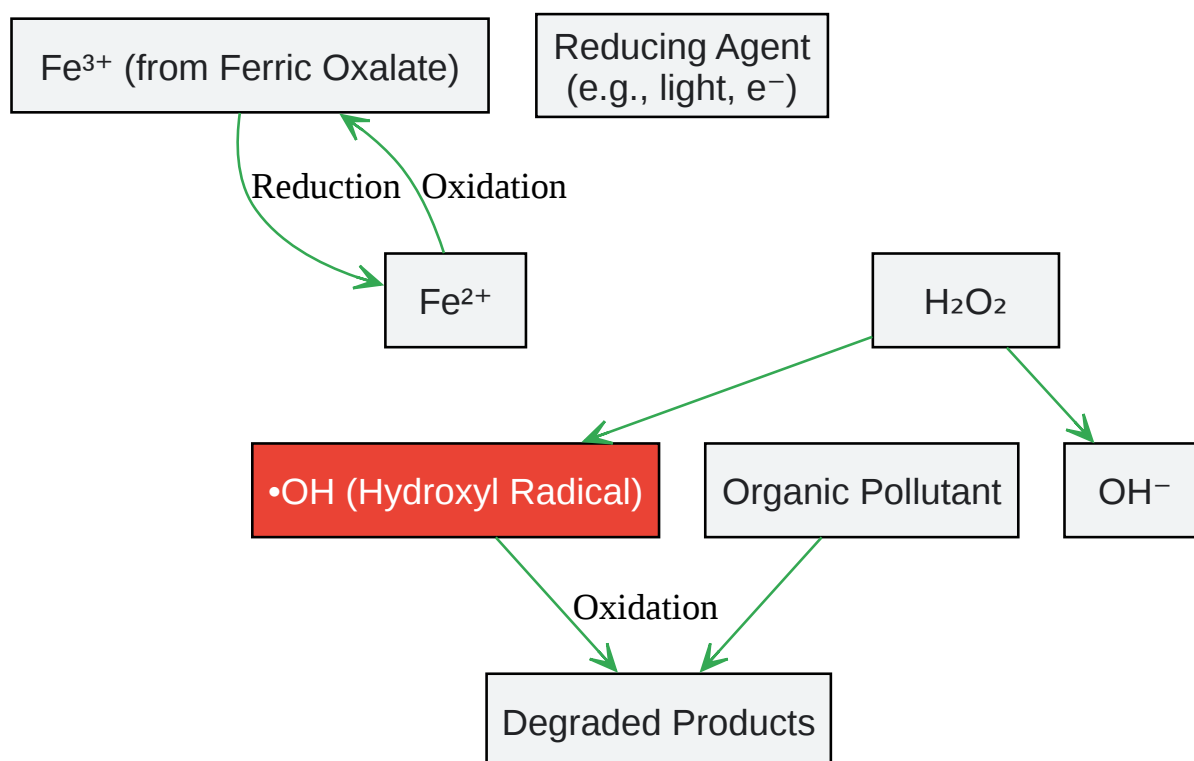 Fe³⁺ (from Ferric Oxalate)
Reducing Agent
(e.g., light, e⁻)
Reduction
Oxidation
Fe²⁺
H₂O₂
•OH (Hydroxyl Radical)
Organic Pollutant
OH⁻
Oxidation
Degraded Products